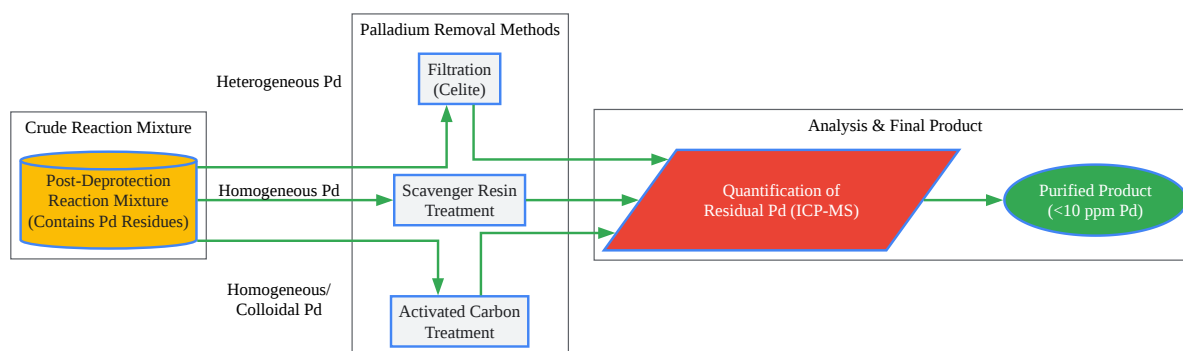 Palladium Removal Methods
Heterogeneous Pd
Filtration
(Celite)
Crude Reaction Mixture
Analysis & Final Product
Post-Deprotection
Reaction Mixture
(Contains Pd Residues)
Homogeneous Pd
Scavenger Resin
Treatment
Quantification of
Residual Pd (ICP-MS)
Purified Product
(<10 ppm Pd)
Homogeneous/
Colloidal Pd
Activated Carbon
Treatment